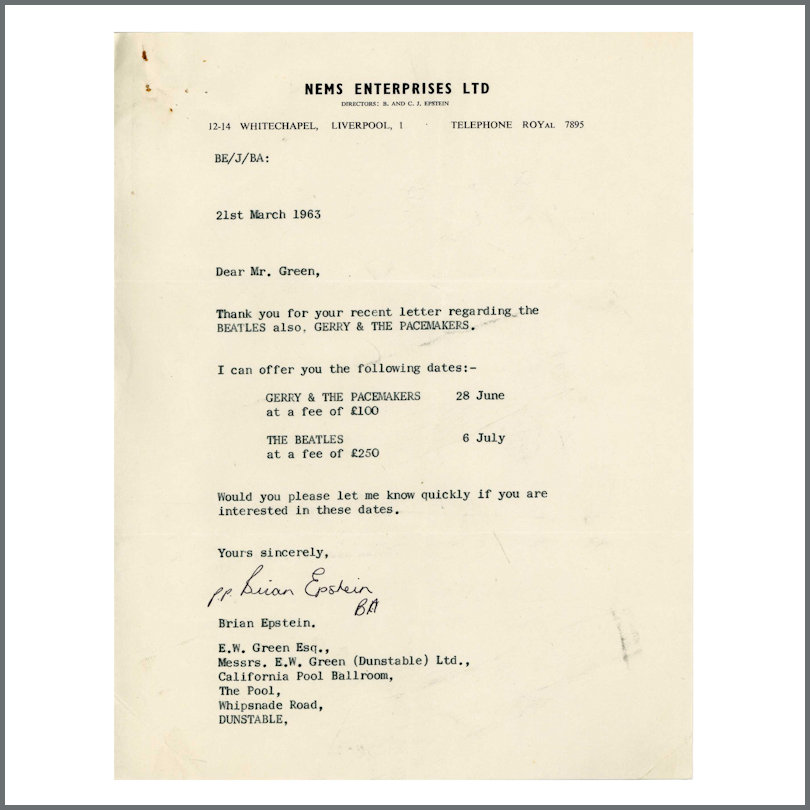 NEMS ENTERPRISES LTD
DIRECTORS: B. AND C. J. EPSTEIN
12-14 WHITECHAPEL, LIVERPOOL, 1 · TELEPHONE ROYAL 7895
BE/J/BA:
21st March 1963
Dear Mr. Green,
Thank you for your recent letter regarding the
BEATLES also, GERRY & THE PACEMAKERS.
I can offer you the following dates:-
GERRY & THE PACEMAKERS 28 June
at a fee of £100
THE BEATLES 6 July
at a fee of £250
Would you please let me know quickly if you are
interested in these dates.
Yours sincerely,
pp. Brian Epstein
BA
Brian Epstein.
E.W. Green Esq.,
Messrs. E.W. Green (Dunstable) Ltd.,
California Pool Ballroom,
The Pool,
Whipsnade Road,
DUNSTABLE,